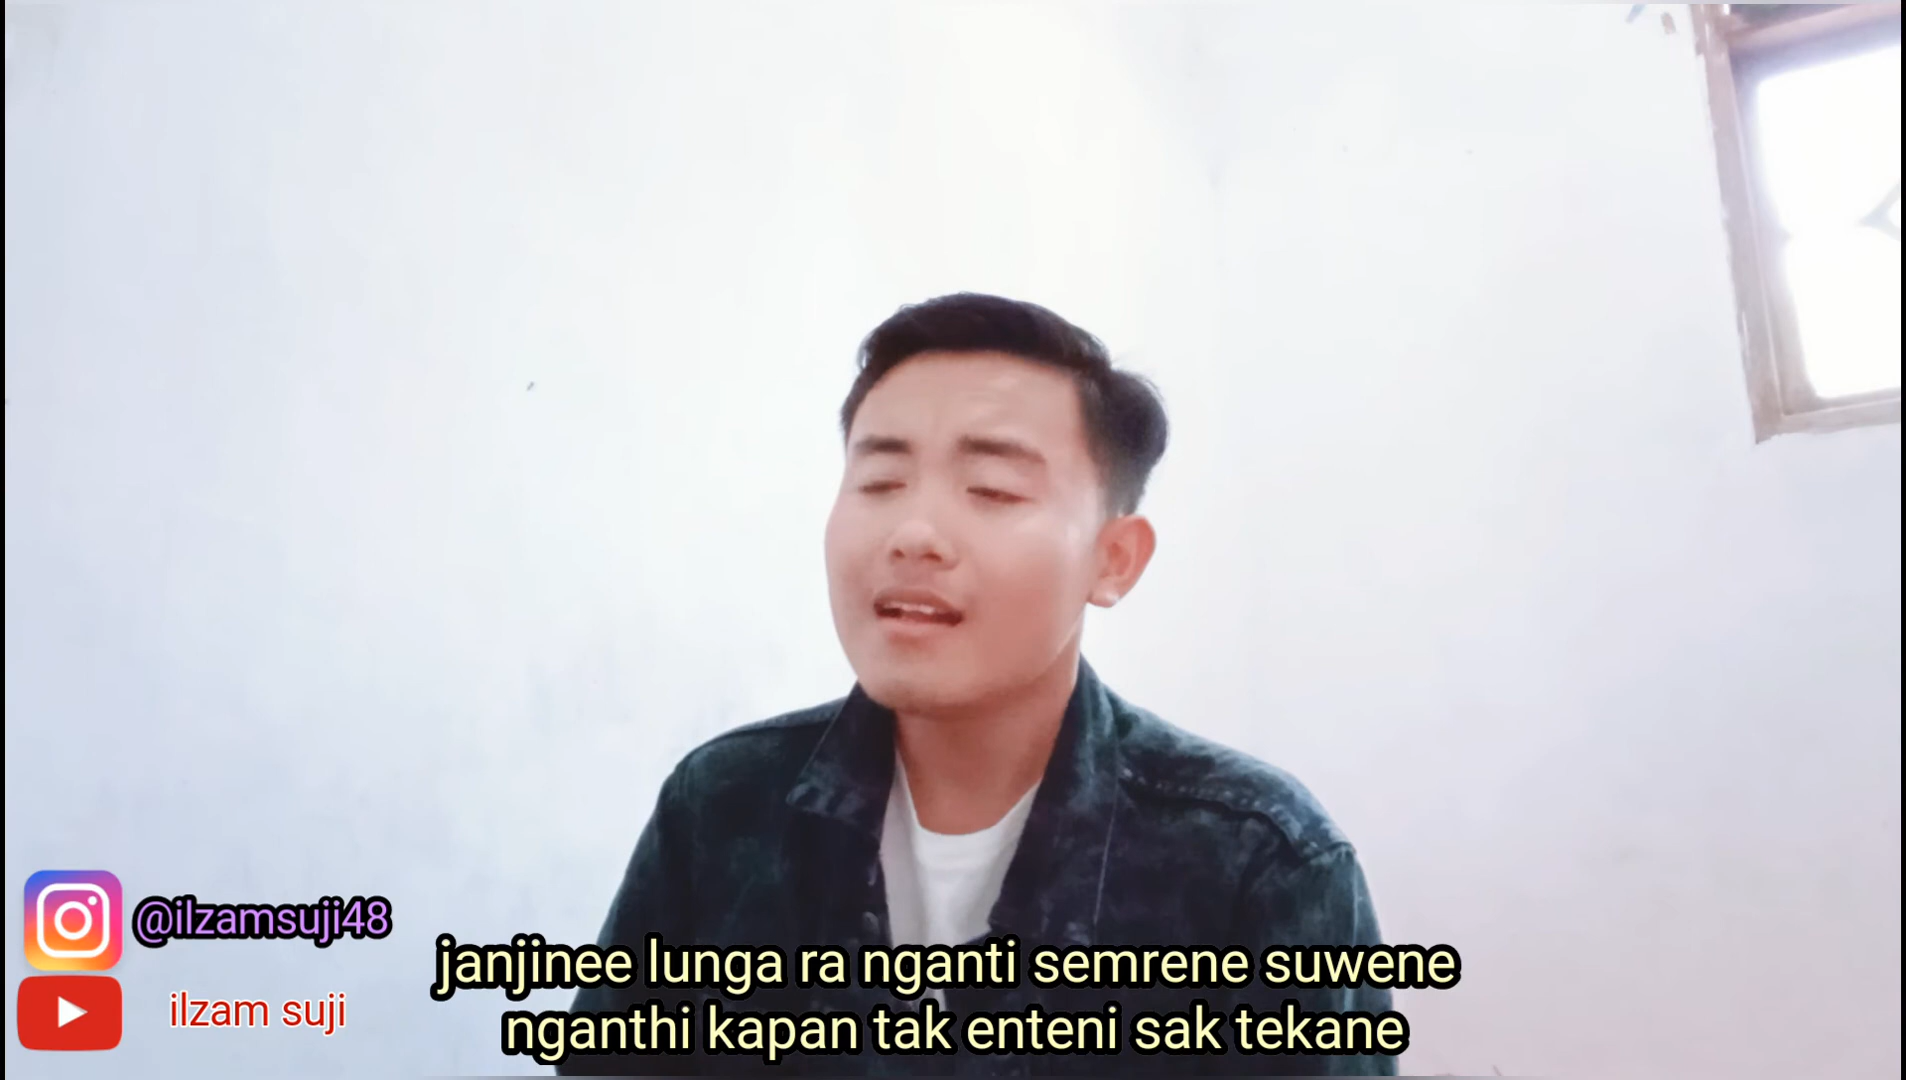 @ilzamsuji48
ilzam suji
janjinee lunga ra nganti semrene suwene
nganthi kapan tak enteni sak tekane